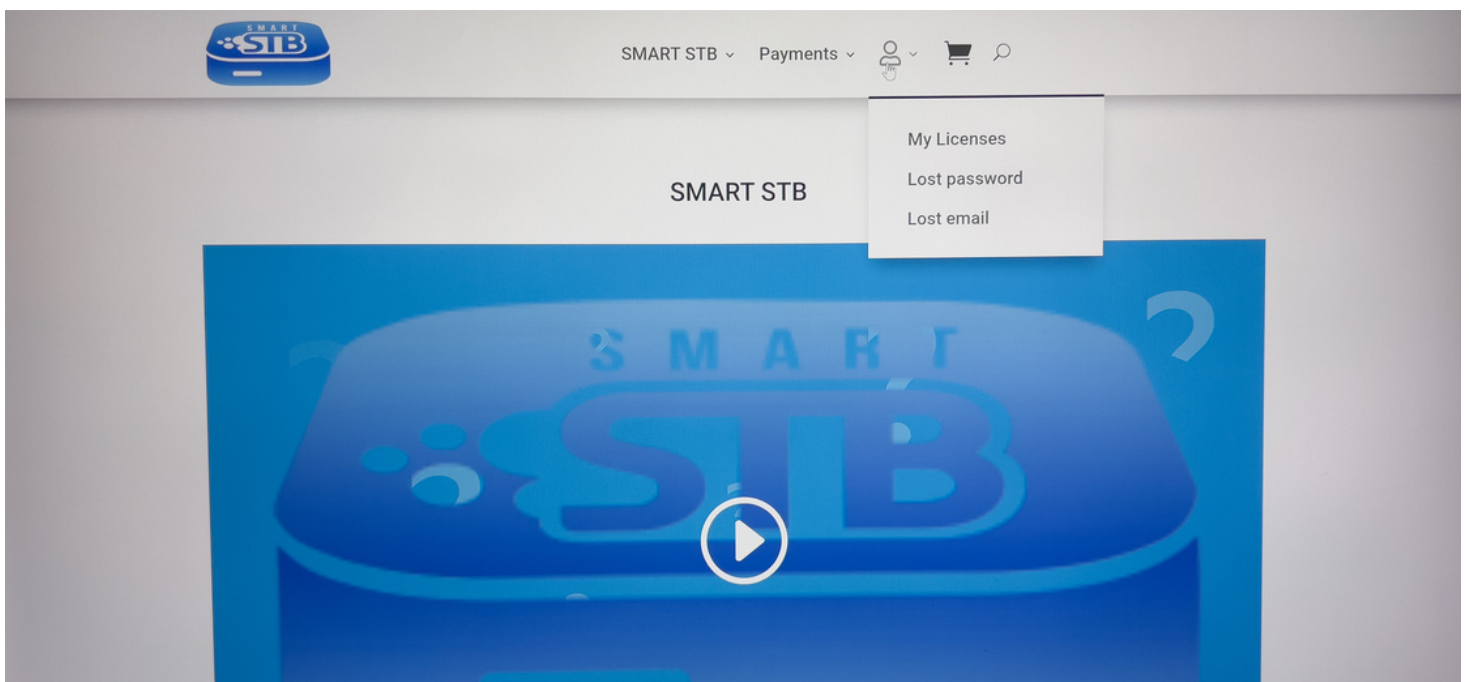 SMART
STB
SMART STB Payments
My Licenses
Lost password
Lost email
SMART STB
SMART
STB